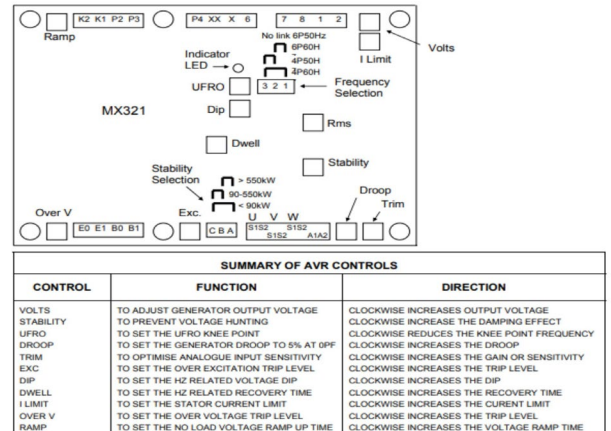 K2 K1 P2 P3
P4 XX X 6
7 8 1 2
Ramp
No link 6P50Hz
6P60H
4P50H
4P60H
Volts
I Limit
Indicator
LED
UFRO
3 2 1
Frequency
Selection
MX321
Dip
Rms
Dwell
Stability
Stability
Selection
> 550kW
90-550kW
< 90kW
Droop
Trim
Over V
Exc.
U V W
E0 E1 B0 B1
C B A
S1S2 S1S2
S1S2 A1A2
SUMMARY OF AVR CONTROLS
CONTROL FUNCTION DIRECTION
VOLTS TO ADJUST GENERATOR OUTPUT VOLTAGE CLOCKWISE INCREASES OUTPUT VOLTAGE
STABILITY TO PREVENT VOLTAGE HUNTING CLOCKWISE INCREASE THE DAMPING EFFECT
UFRO TO SET THE UFRO KNEE POINT CLOCKWISE REDUCES THE KNEE POINT FREQUENCY
DROOP TO SET THE GENERATOR DROOP TO 5% AT 0PF CLOCKWISE INCREASES THE DROOP
TRIM TO OPTIMISE ANALOGUE INPUT SENSITIVITY CLOCKWISE INCREASES THE GAIN OR SENSITIVITY
EXC TO SET THE OVER EXCITATION TRIP LEVEL CLOCKWISE INCREASES THE TRIP LEVEL
DIP TO SET THE HZ RELATED VOLTAGE DIP CLOCKWISE INCREASES THE DIP
DWELL TO SET THE HZ RELATED RECOVERY TIME CLOCKWISE INCREASES THE RECOVERY TIME
I LIMIT TO SET THE STATOR CURRENT LIMIT CLOCKWISE INCREASES THE CURENT LIMIT
OVER V TO SET THE OVER VOLTAGE TRIP LEVEL CLOCKWISE INCREASES THE TRIP LEVEL
RAMP TO SET THE NO LOAD VOLTAGE RAMP UP TIME CLOCKWISE INCREASES THE VOLTAGE RAMP TIME